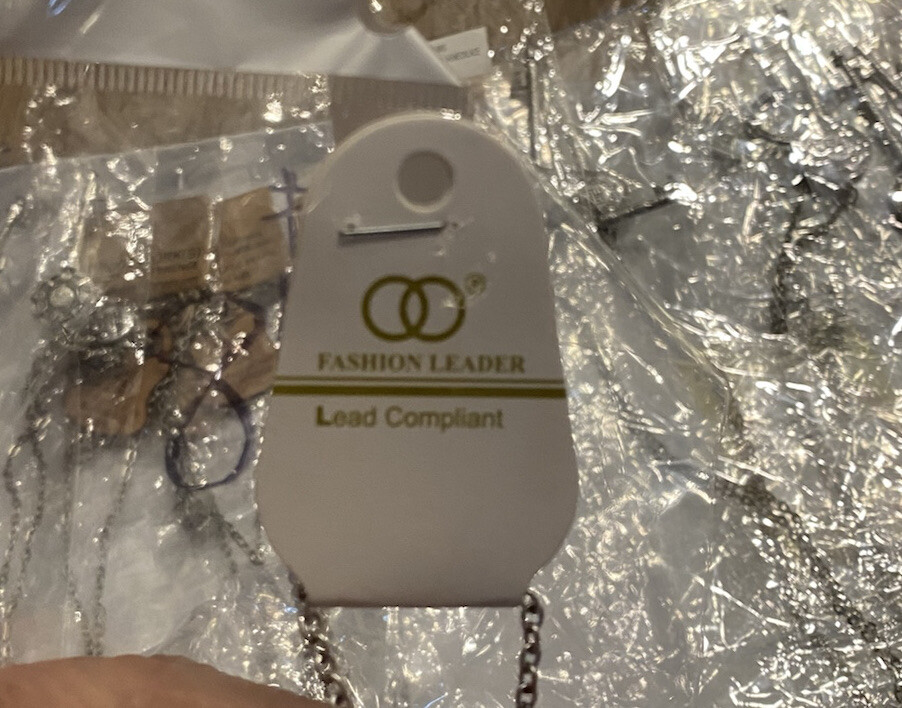 ®
FASHION LEADER
Lead Compliant